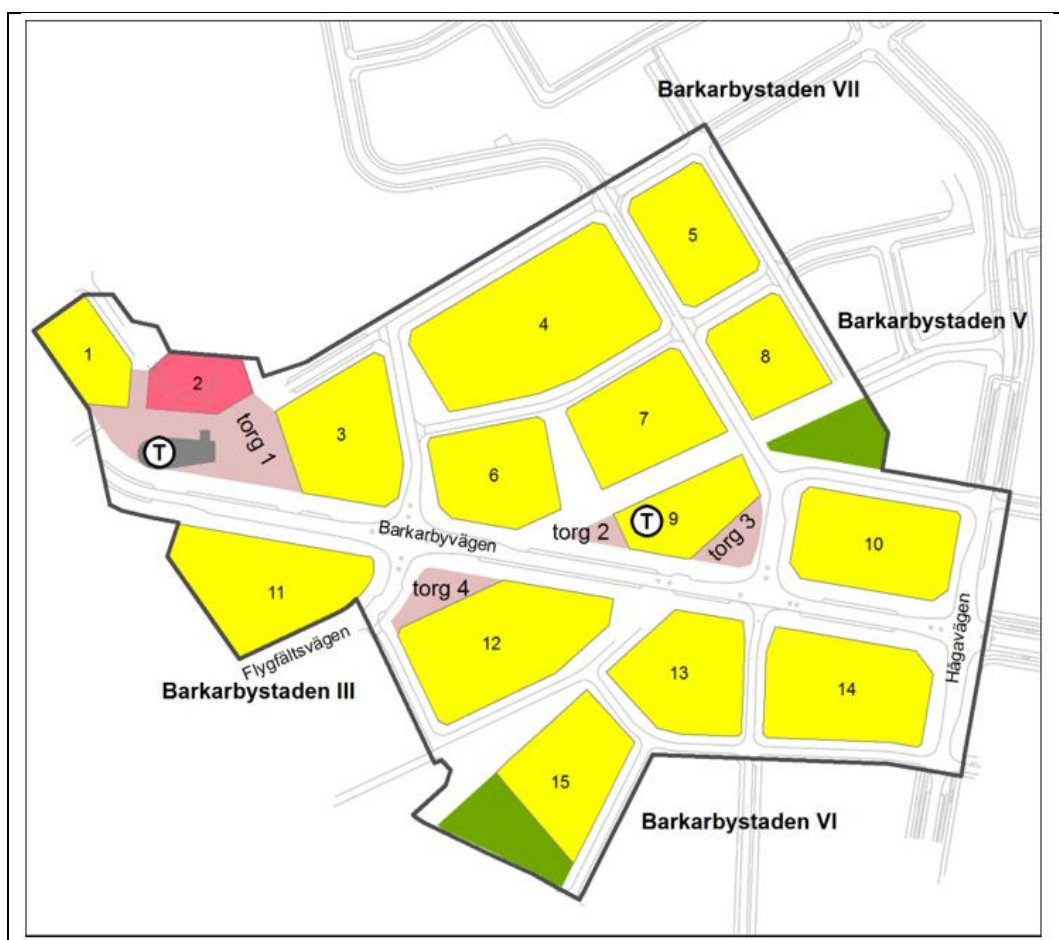 Barkarbystaden VII
5
4
Barkarbystaden V
1
8
2
7
torg 1
3
T
6
T
9
torg 2
torg 3
Barkarbyvägen
10
torg 4
11
12
Hågavägen
Flygfältsvägen
13
14
Barkarbystaden III
15
Barkarbystaden VI